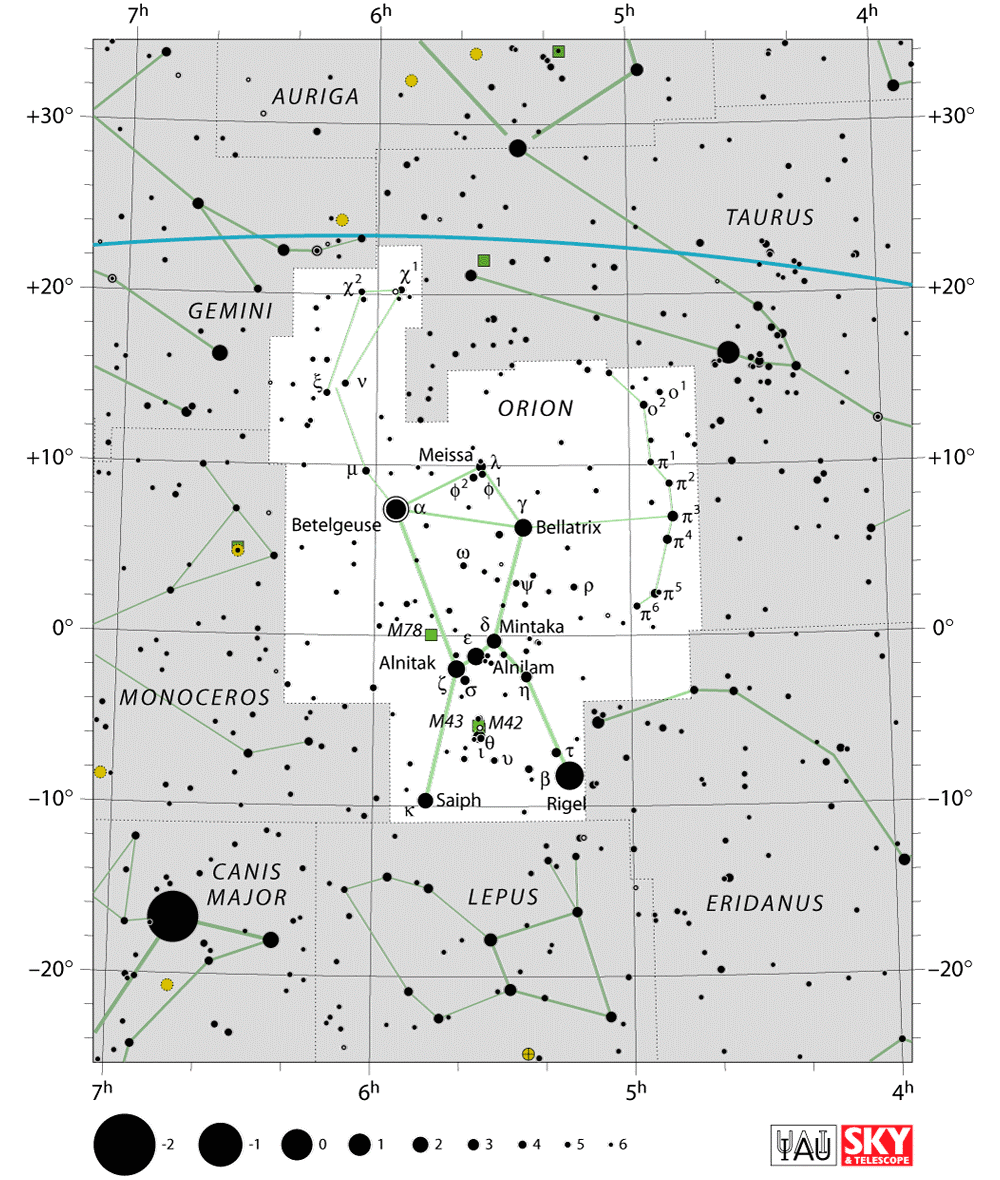 7h 6h 5h 4h
AURIGA
+30° +30°
TAURUS
+20° +20°
χ2 χ1
GEMINI
ξ ν
ο2 ο1
ORION
+10° +10°
Meissa λ
π1
μ
ϕ2 ϕ1
π2
α γ
π3
Betelgeuse Bellatrix
π4
ω
ψ ρ
π5
π6
0° 0°
M78 δ Mintaka
ε
Alnitak Alnilam
ζ σ η
MONOCEROS
M43 M42
θ
ι υ τ
β
Rigel
−10° −10°
κ Saiph
CANIS
MAJOR
LEPUS
ERIDANUS
−20° −20°
7h 6h 5h 4h
-2 -1 0 1 2 3 4 5 6
IAU
SKY
& TELESCOPE